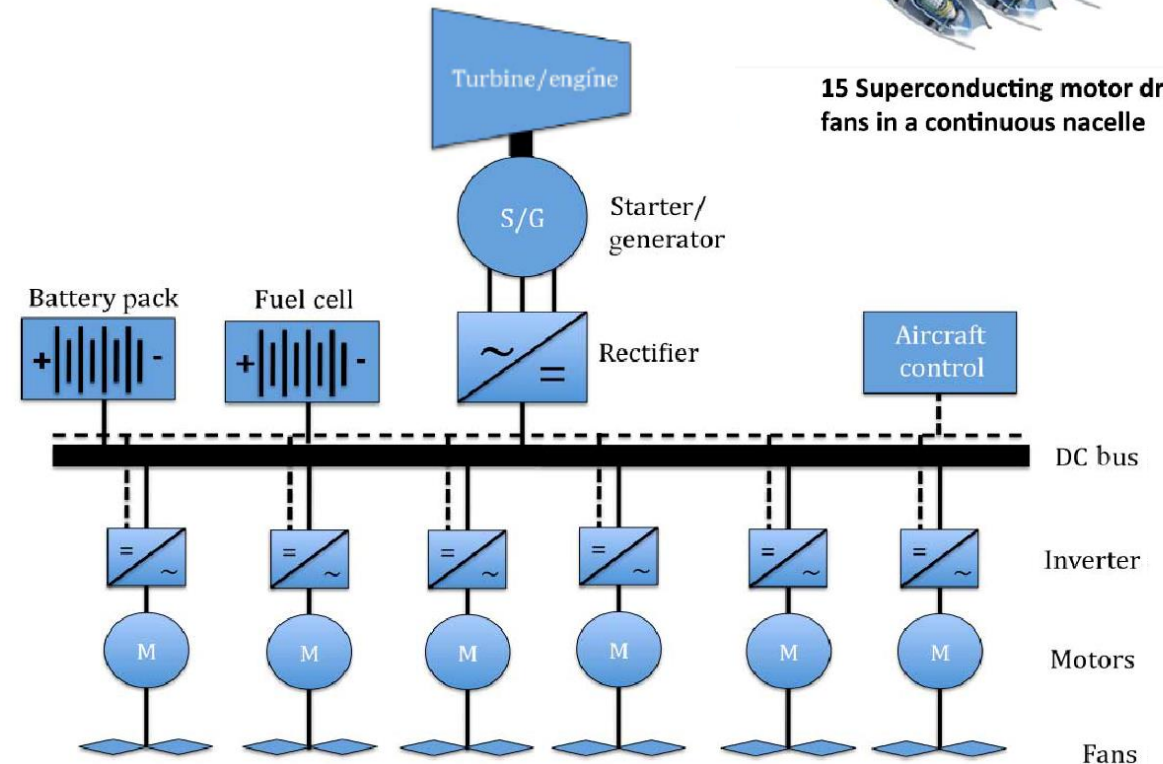 Turbine/engine
15 Superconducting motor
fans in a continuous nacelle
S/G
Starter/
generator
Battery pack
Fuel cell
+ -
+ -
~ =
Rectifier
Aircraft
control
DC bus
= ~
= ~
= ~
= ~
= ~
= ~
Inverter
M
M
M
M
M
M
Motors
Fans